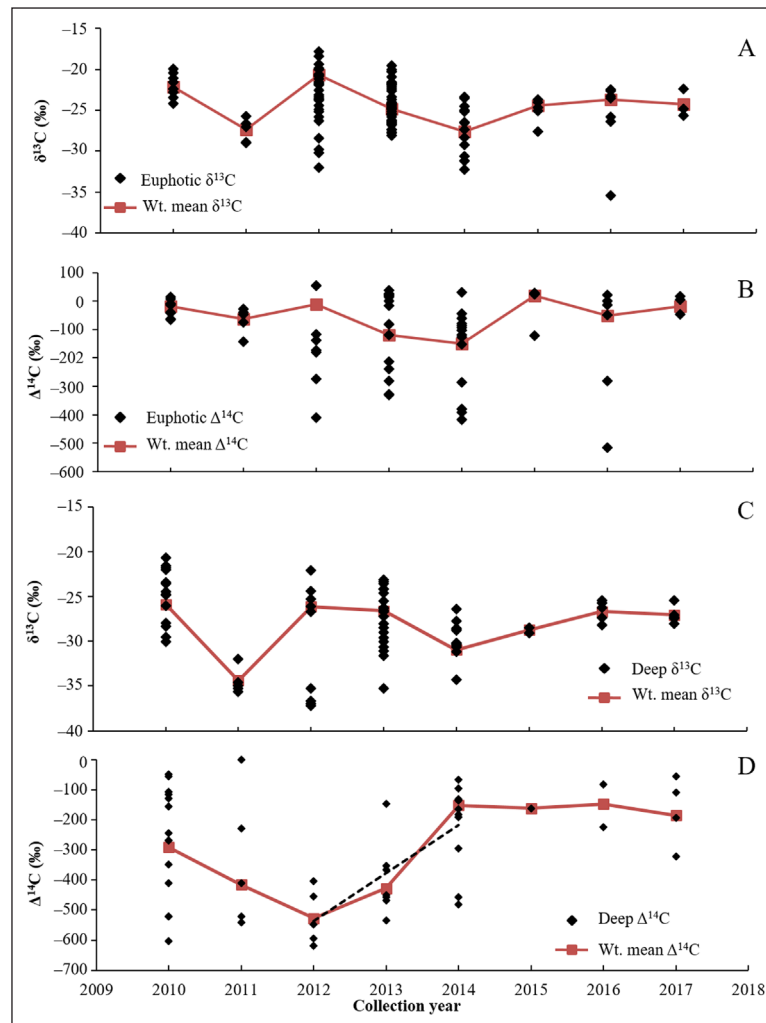 A
−15
−20
−25
−30
−35
−40
δ¹³C (‰)
Euphotic δ¹³C
Wt. mean δ¹³C
B
100
0
−100
−202
−300
−400
−500
−600
Δ¹⁴C (‰)
Euphotic Δ¹⁴C
Wt. mean Δ¹⁴C
C
−15
−20
−25
−30
−35
−40
δ¹³C (‰)
Deep δ¹³C
Wt. mean δ¹³C
D
−0
−100
−200
−300
−400
−500
−600
−700
Δ¹⁴C (‰)
Deep Δ¹⁴C
Wt. mean Δ¹⁴C
2009 2010 2011 2012 2013 2014 2015 2016 2017 2018
Collection year